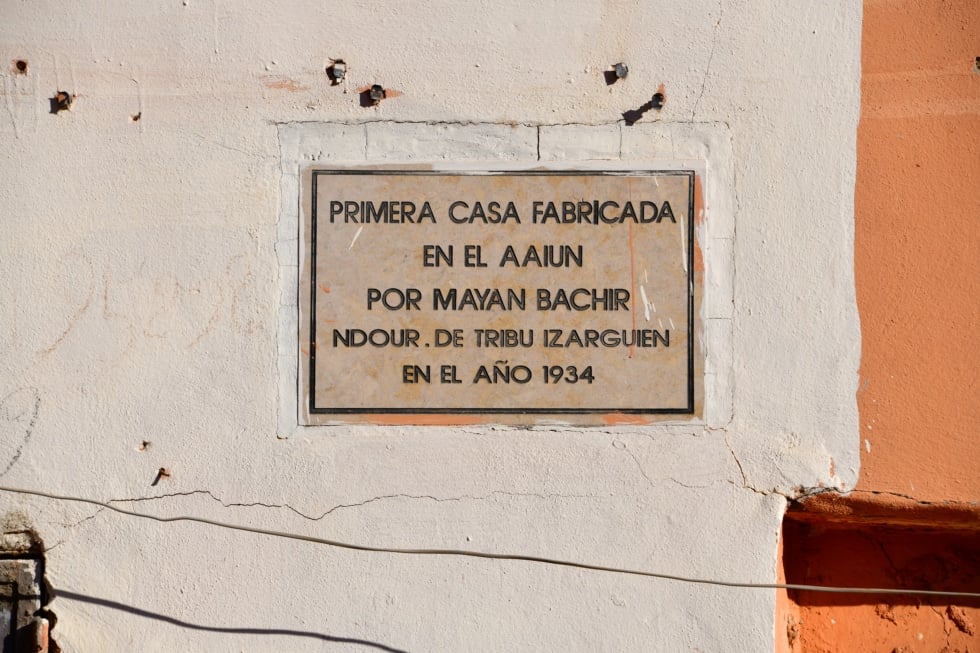 PRIMERA CASA FABRICADA
EN EL AAIUN
POR MAYAN BACHIR
NDOUR. DE TRIBU IZARGUIEN
EN EL AÑO 1934